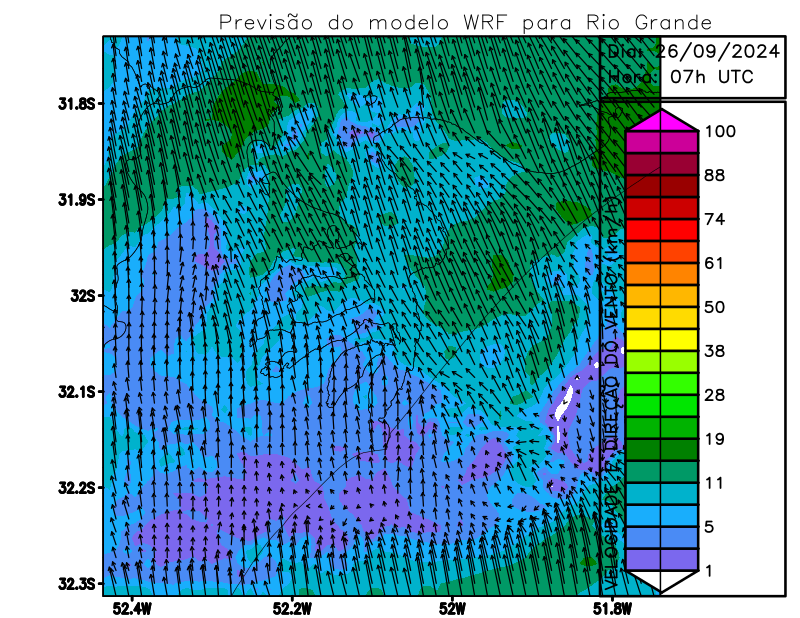 Previsão do modelo WRF para Rio Grande
Dia: 26/09/2024
Hora: 07h UTC
31.8S
31.9S
32S
32.1S
32.2S
32.3S
52.4W
52.2W
52W
51.8W
VELOCIDADE E DIREÇÃO DO VENTO (km/h)
100
88
74
61
50
38
28
19
11
5
1